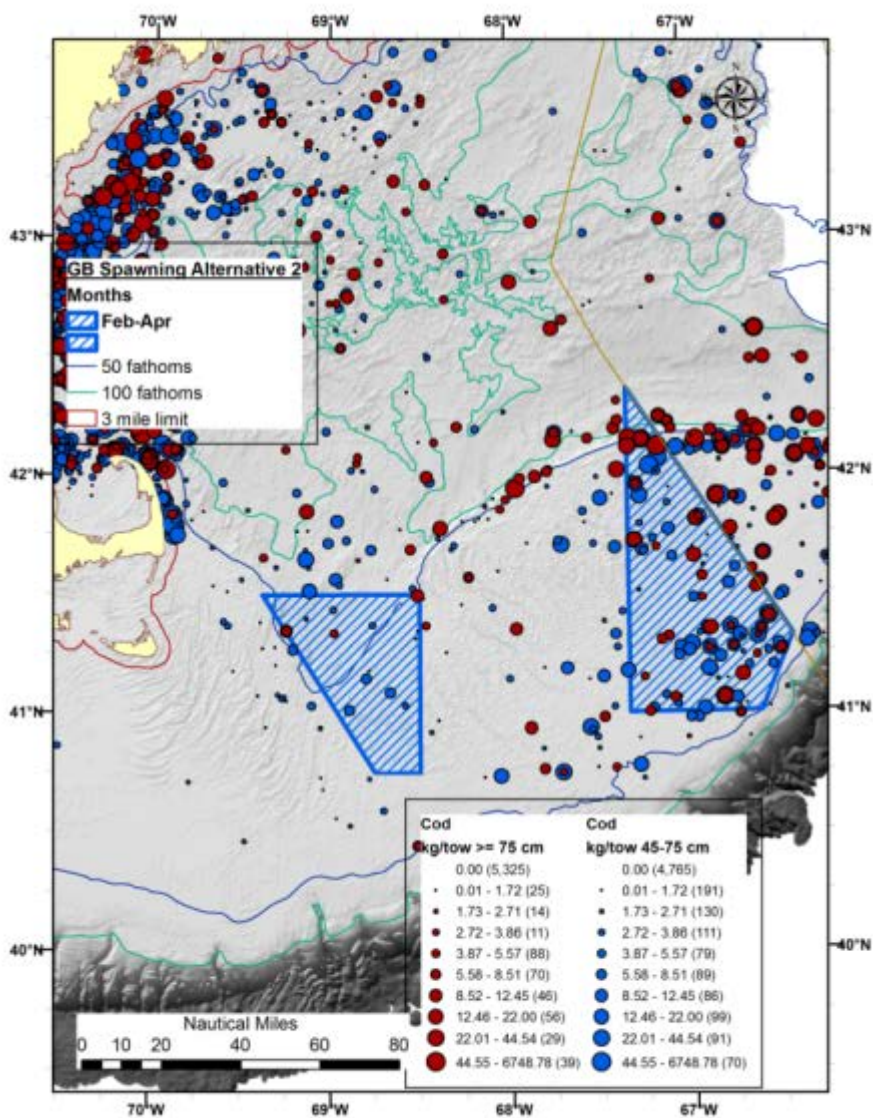 70°W 69°W 68°W 67°W
N
43°N 43°N
GB Spawning Alternative 2
Months
Feb-Apr
50 fathoms
100 fathoms
3 mile limit
42°N 42°N
41°N 41°N
Cod Cod
kg/tow >= 75 cm kg/tow 45-75 cm
0.00 (5,325) 0.00 (4,765)
0.01 - 1.72 (25) 0.01 - 1.72 (191)
1.73 - 2.71 (14) 1.73 - 2.71 (130)
2.72 - 3.86 (11) 2.72 - 3.86 (111)
3.87 - 5.57 (88) 3.87 - 5.57 (79)
40°N 40°N
5.58 - 8.51 (70) 5.58 - 8.51 (89)
8.52 - 12.45 (46) 8.52 - 12.45 (86)
12.46 - 22.00 (56) 12.46 - 22.00 (99)
22.01 - 44.54 (29) 22.01 - 44.54 (91)
44.55 - 6748.78 (39) 44.55 - 6748.78 (70)
Nautical Miles
0 5 10 20 40 60 80
70°W 69°W 68°W 67°W